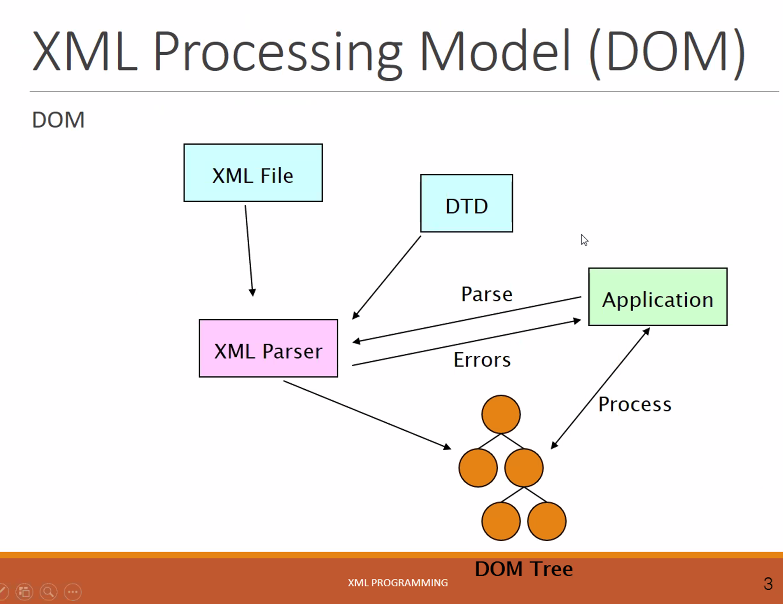 XML Processing Model (DOM)
DOM
XML File
DTD
Parse
Application
XML Parser
Errors
Process
DOM Tree
XML PROGRAMMING
3